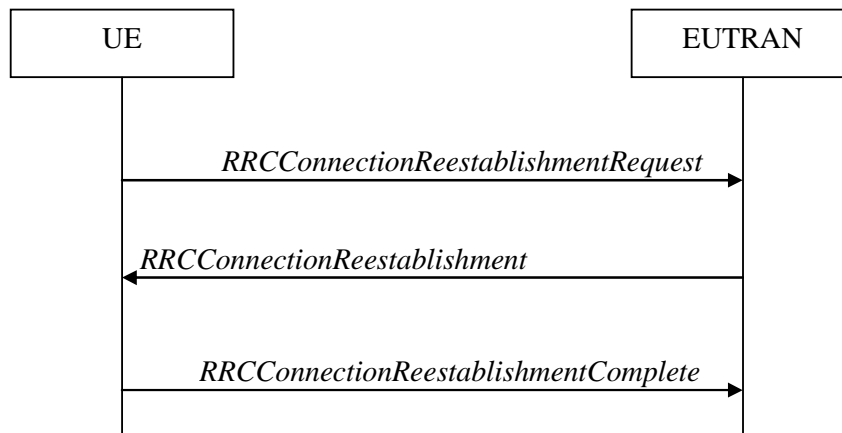 UE
EUTRAN
RRCConnectionReestablishmentRequest
RRCConnectionReestablishment
RRCConnectionReestablishmentComplete